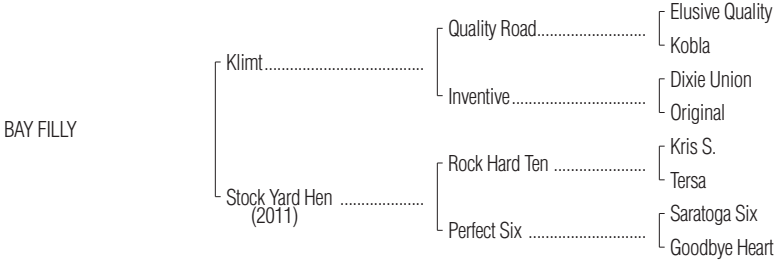 Elusive Quality
Quality Road..........................
Kobla
Klimt.....................................
Dixie Union
Inventive................................
Original
BAY FILLY
Kris S.
Rock Hard Ten ......................
Tersa
Stock Yard Hen ....................
(2011)
Saratoga Six
Perfect Six ............................
Goodbye Heart